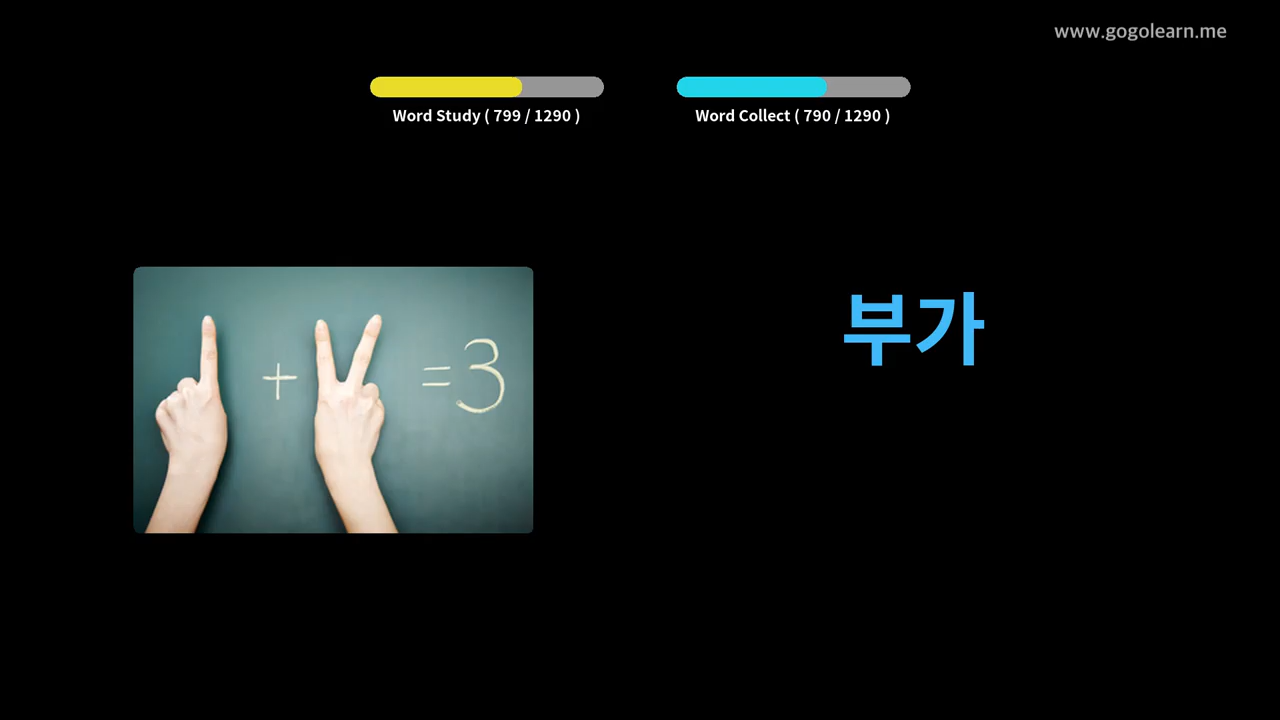 www.gogolearn.me
Word Study ( 799 / 1290 )
Word Collect ( 790 / 1290 )
+ =3
부가